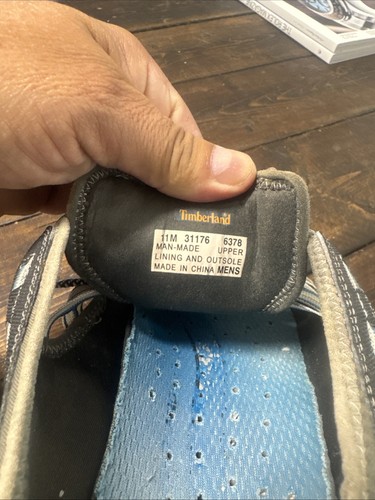 Timberland
11M 31176 6378
MAN-MADE UPPER
LINING AND OUTSOLE
MADE IN CHINA MENS